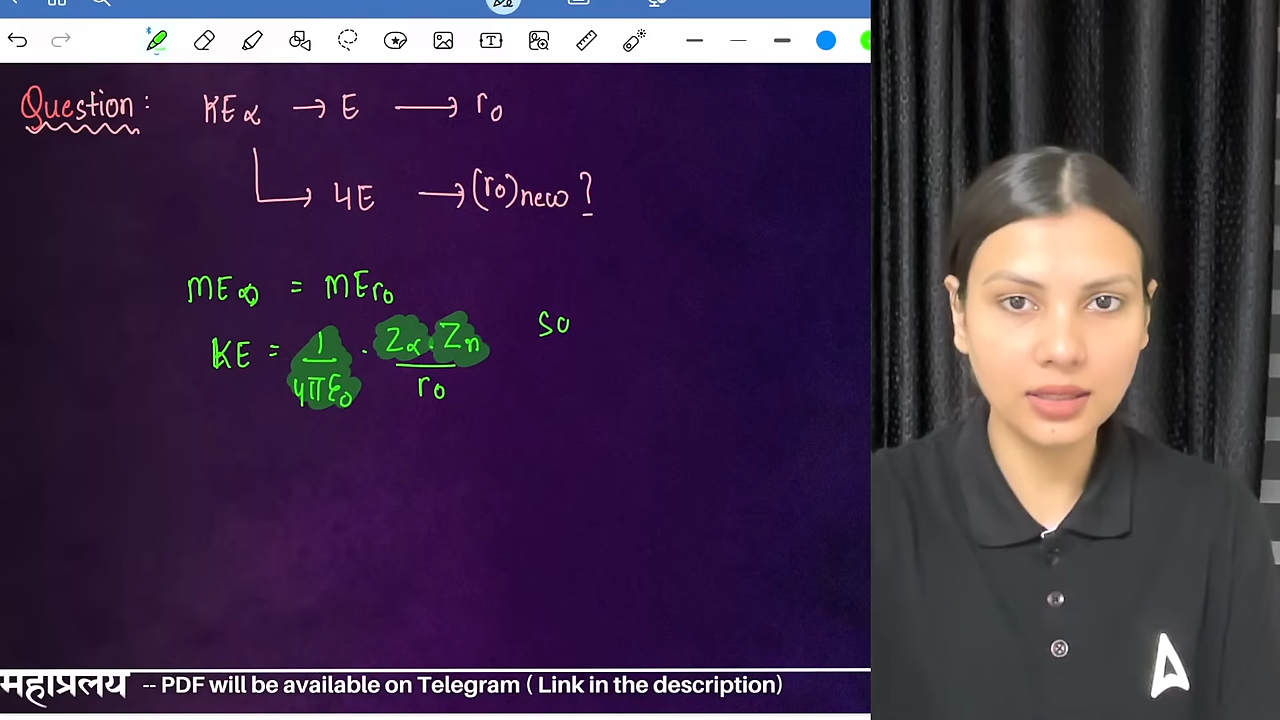 Question: KEα → E → r₀
↳ 4E → (r₀)new ?
ME∞ = MEr₀
KE = 1/4πε₀ · Zα.Zn/r₀ so
महाप्रलय -- PDF will be available on Telegram ( Link in the description)